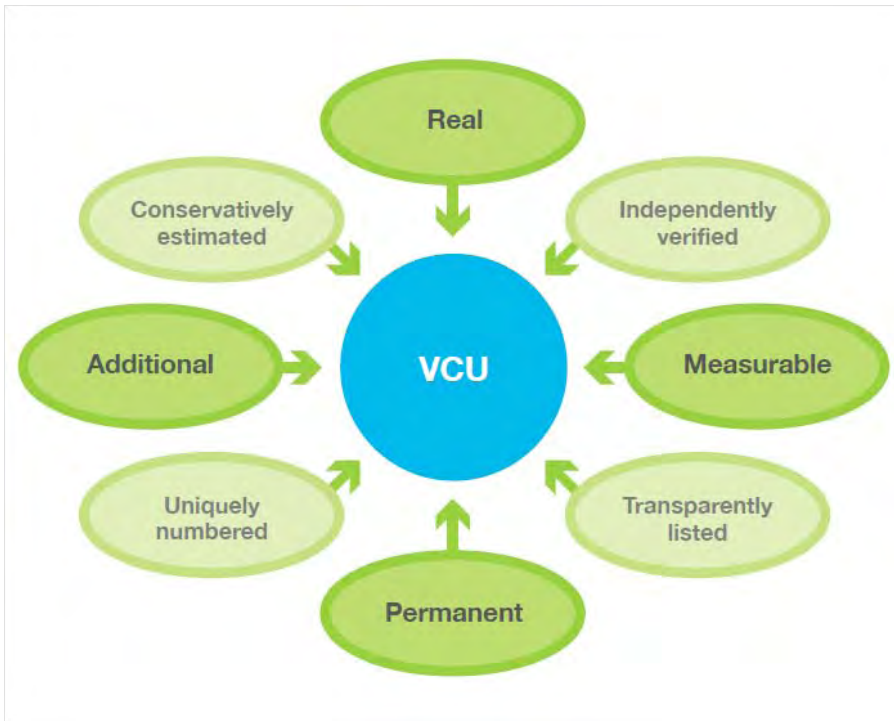 Real
Conservatively
estimated
Independently
verified
Additional
VCU
Measurable
Uniquely
numbered
Transparently
listed
Permanent